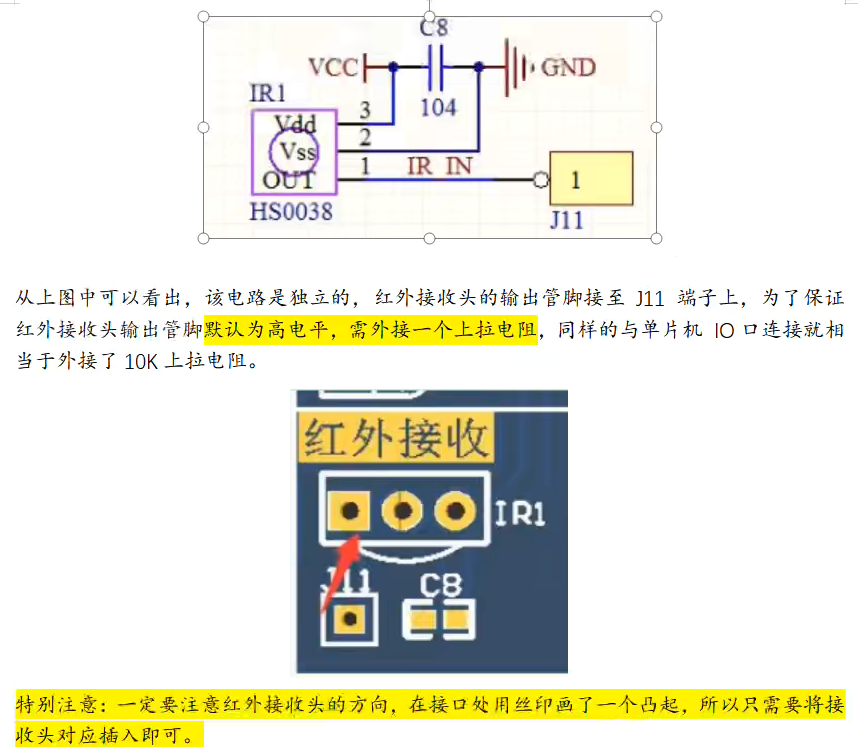 C8
VCC
GND
IR1
104
3
Vdd
2
Vss
1
IR IN
OUT
1
HS0038
J11
从上图中可以看出，该电路是独立的，红外接收头的输出管脚接至 J11 端子上，为了保证
红外接收头输出管脚默认为高电平，需外接一个上拉电阻，同样的与单片机 IO 口连接就相
当于外接了 10K 上拉电阻。
红外接收
IR1
J11
C8
特别注意：一定要注意红外接收头的方向，在接口处用丝印画了一个凸起，所以只需要将接
收头对应插入即可。